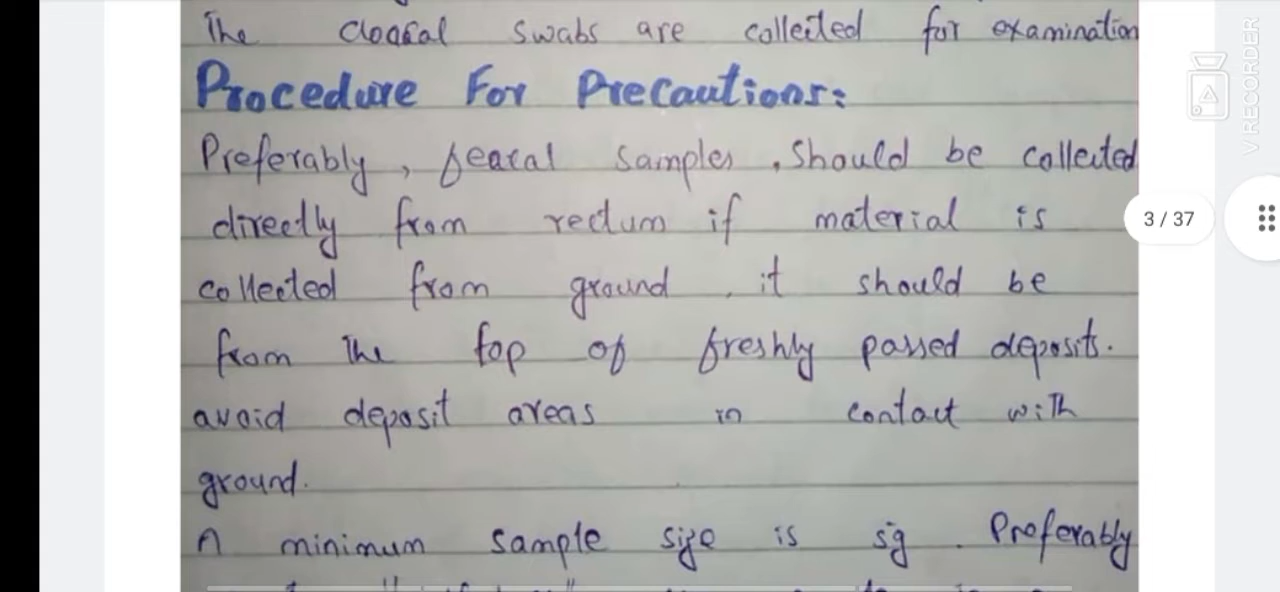 The cloacal swabs are collected for examination
Procedure For Precautions:
Preferably, feacal samples, should be collected
directly from rectum if material is
collected from ground, it should be
from the top of freshly passed deposits.
avoid deposit areas in contact with
ground.
A minimum sample size is 5g. Preferably
3 / 37
V RECORDER